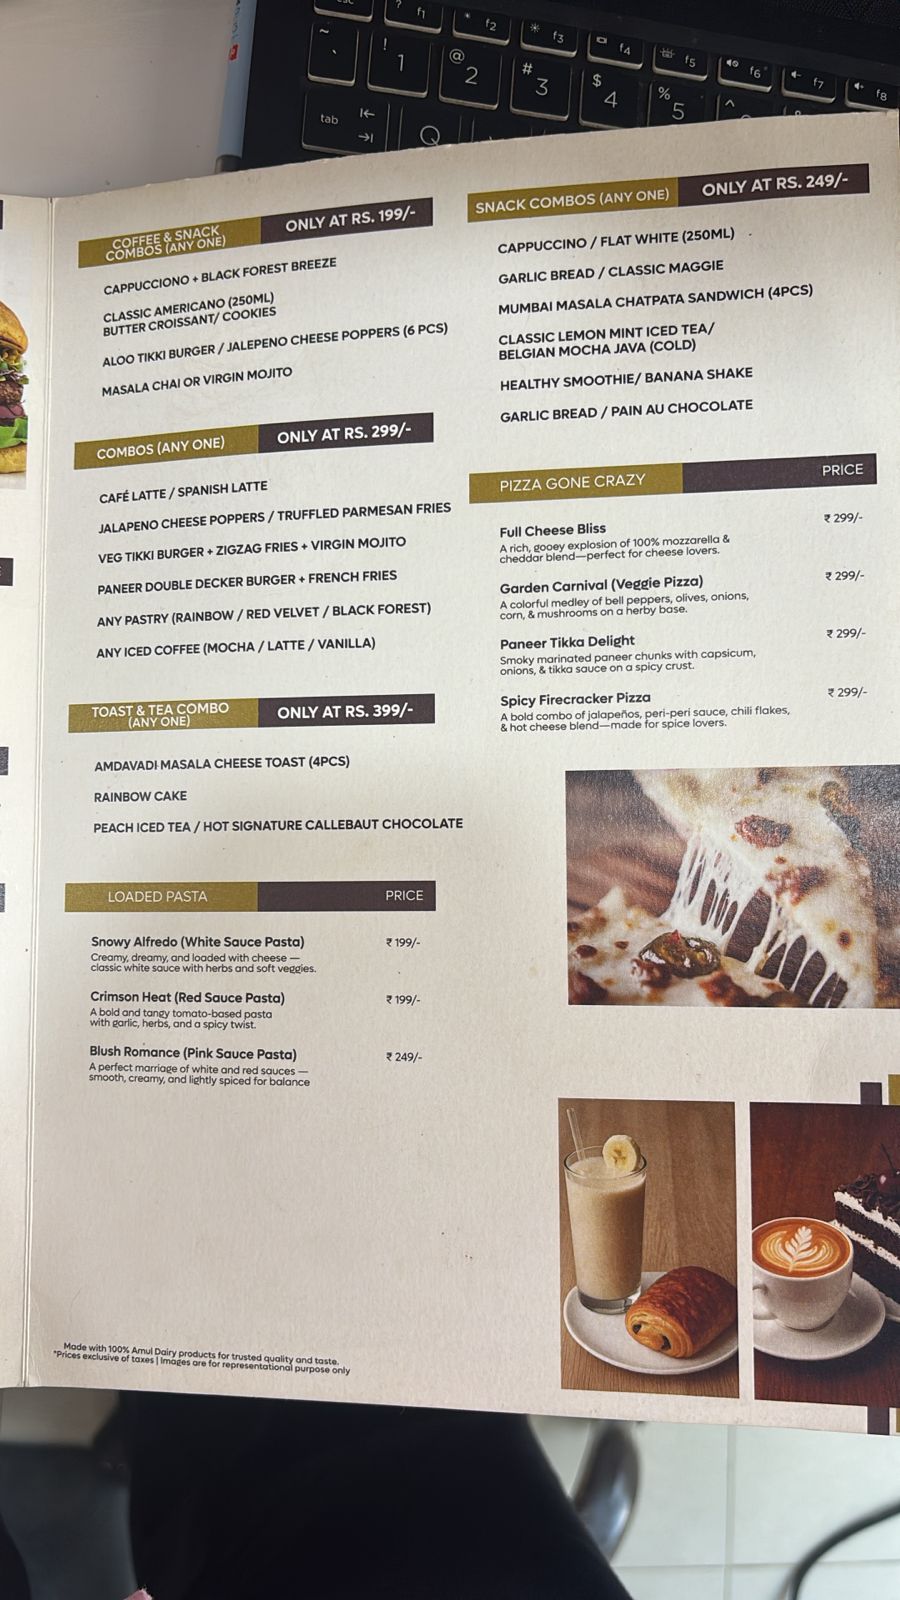 tab
Q
~
`
!
1
@
2
#
3
$
4
%
5
^
?
f1
*
f2
f3
f4
f5
f6
f7
f8
COFFEE & SNACK
COMBOS (ANY ONE)
ONLY AT RS. 199/-
CAPPUCCIONO + BLACK FOREST BREEZE
CLASSIC AMERICANO (250ML)
BUTTER CROISSANT/ COOKIES
ALOO TIKKI BURGER / JALEPENO CHEESE POPPERS (6 PCS)
MASALA CHAI OR VIRGIN MOJITO
COMBOS (ANY ONE)
ONLY AT RS. 299/-
CAFÉ LATTE / SPANISH LATTE
JALAPENO CHEESE POPPERS / TRUFFLED PARMESAN FRIES
VEG TIKKI BURGER + ZIGZAG FRIES + VIRGIN MOJITO
PANEER DOUBLE DECKER BURGER + FRENCH FRIES
ANY PASTRY (RAINBOW / RED VELVET / BLACK FOREST)
ANY ICED COFFEE (MOCHA / LATTE / VANILLA)
TOAST & TEA COMBO
(ANY ONE)
ONLY AT RS. 399/-
AMDAVADI MASALA CHEESE TOAST (4PCS)
RAINBOW CAKE
PEACH ICED TEA / HOT SIGNATURE CALLEBAUT CHOCOLATE
LOADED PASTA
PRICE
Snowy Alfredo (White Sauce Pasta)
₹ 199/-
Creamy, dreamy, and loaded with cheese —
classic white sauce with herbs and soft veggies.
Crimson Heat (Red Sauce Pasta)
₹ 199/-
A bold and tangy tomato-based pasta
with garlic, herbs, and a spicy twist.
Blush Romance (Pink Sauce Pasta)
₹ 249/-
A perfect marriage of white and red sauces —
smooth, creamy, and lightly spiced for balance
SNACK COMBOS (ANY ONE)
ONLY AT RS. 249/-
CAPPUCCINO / FLAT WHITE (250ML)
GARLIC BREAD / CLASSIC MAGGIE
MUMBAI MASALA CHATPATA SANDWICH (4PCS)
CLASSIC LEMON MINT ICED TEA/
BELGIAN MOCHA JAVA (COLD)
HEALTHY SMOOTHIE/ BANANA SHAKE
GARLIC BREAD / PAIN AU CHOCOLATE
PIZZA GONE CRAZY
PRICE
Full Cheese Bliss
₹ 299/-
A rich, gooey explosion of 100% mozzarella &
cheddar blend—perfect for cheese lovers.
Garden Carnival (Veggie Pizza)
₹ 299/-
A colorful medley of bell peppers, olives, onions,
corn, & mushrooms on a herby base.
Paneer Tikka Delight
₹ 299/-
Smoky marinated paneer chunks with capsicum,
onions, & tikka sauce on a spicy crust.
Spicy Firecracker Pizza
₹ 299/-
A bold combo of jalapeños, peri-peri sauce, chili flakes,
& hot cheese blend—made for spice lovers.
Made with 100% Amul Dairy products for trusted quality and taste.
*Prices exclusive of taxes | Images are for representational purpose only